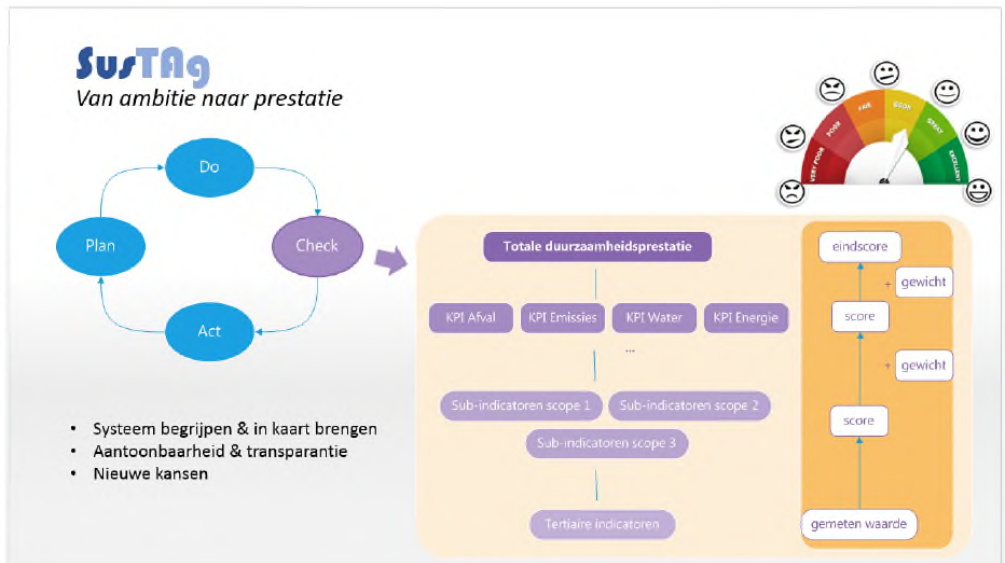 SusTAg
Van ambitie naar prestatie
Do
Plan
Check
Act
VERY POOR
POOR
FAIR
GOOD
GREAT
EXCELLENT
Totale duurzaamheidsprestatie
KPI Afval
KPI Emissies
KPI Water
KPI Energie
...
Sub-indicatoren scope 1
Sub-indicatoren scope 2
Sub-indicatoren scope 3
Tertiaire indicatoren
eindscore
+ gewicht
score
+ gewicht
score
gemeten waarde
• Systeem begrijpen & in kaart brengen
• Aantoonbaarheid & transparantie
• Nieuwe kansen